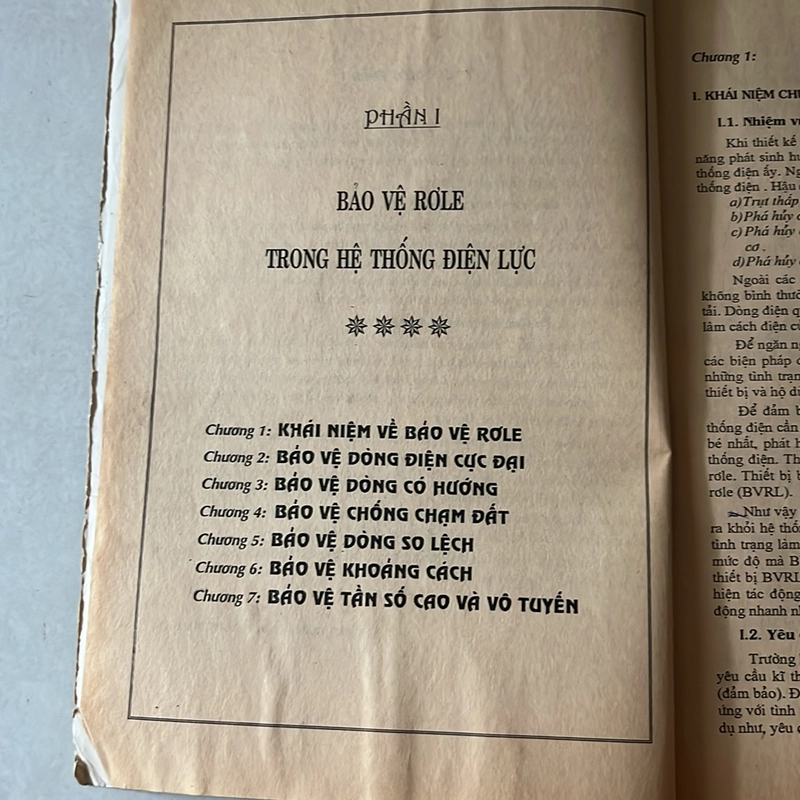 PHẦN I
BẢO VỆ RƠLE
TRONG HỆ THỐNG ĐIỆN LỰC
Chương 1: KHÁI NIỆM VỀ BẢO VỆ RƠLE
Chương 2: BẢO VỆ DÒNG ĐIỆN CỰC ĐẠI
Chương 3: BẢO VỆ DÒNG CÓ HƯỚNG
Chương 4: BẢO VỆ CHỐNG CHẠM ĐẤT
Chương 5: BẢO VỆ DÒNG SO LỆCH
Chương 6: BẢO VỆ KHOẢNG CÁCH
Chương 7: BẢO VỆ TẦN SỐ CAO VÀ VÔ TUYẾN
Chương 1:
I. KHÁI NIỆM
I.1. Nhiệm
Khi thiết kế
năng phát sinh
thống điện ấy.
thống điện . Hậu
a)Trụt thấp
b)Phá hủy
c)Phá hủy
cơ .
d)Phá hủy
Ngoài các
không bình
tải. Dòng điện
làm cách điện
Để ngăn
các biện pháp
những tình
thiết bị và hộ
Để đảm
thống điện cần
bé nhất, phát
thống điện.
rơle. Thiết bị
rơle (BVRL).
Như vậy
ra khỏi hệ
tình trạng làm
mức độ mà
thiết bị BVRL
hiện tác động
động nhanh
I.2. Yêu
Trường
yêu cầu kĩ
(đảm bảo).
ứng với tình
dụ như, yêu